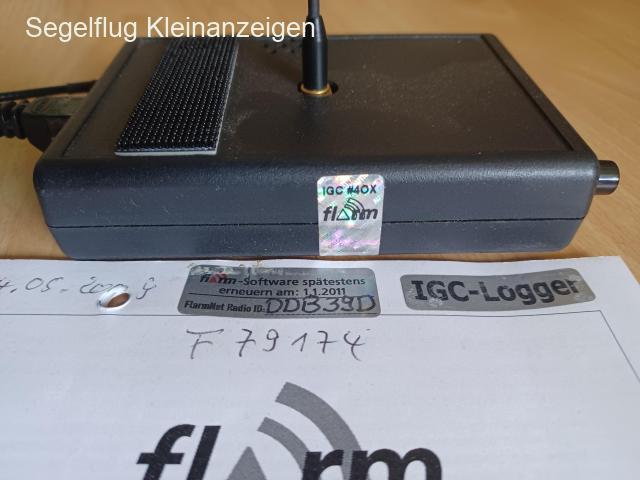 Segelflug Kleinanzeigen
IGC #4OX
flarm
flarm-Software spätestens
erneuern am: 1.1.2011
FlarmNet Radio ID: DDB39D
IGC-Logger
F79174
flarm